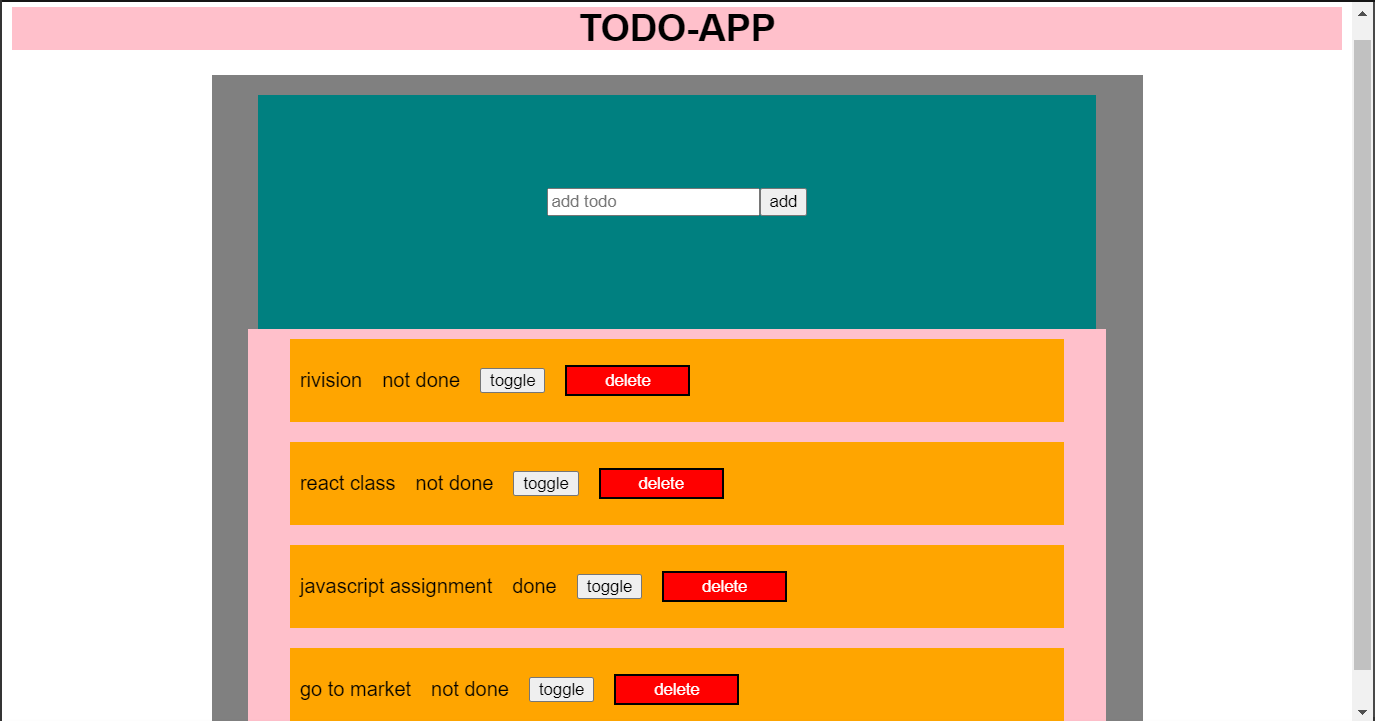 TODO-APP
add todo add
rivision not done toggle delete
react class not done toggle delete
javascript assignment done toggle delete
go to market not done toggle delete